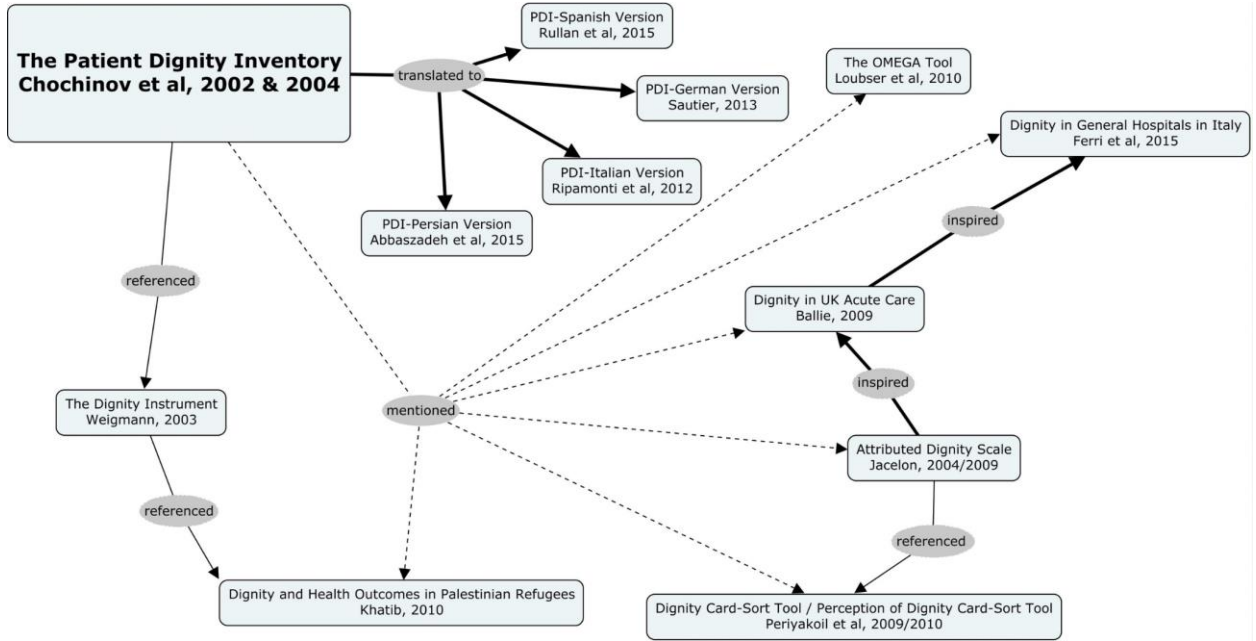 The Patient Dignity Inventory
Chochinov et al, 2002 & 2004
translated to
PDI-Spanish Version
Rullan et al, 2015
PDI-German Version
Sautier, 2013
PDI-Italian Version
Ripamonti et al, 2012
PDI-Persian Version
Abbaszadeh et al, 2015
The OMEGA Tool
Loubser et al, 2010
Dignity in General Hospitals in Italy
Ferri et al, 2015
inspired
referenced
Dignity in UK Acute Care
Ballie, 2009
inspired
The Dignity Instrument
Weigmann, 2003
mentioned
Attributed Dignity Scale
Jacelon, 2004/2009
referenced
referenced
Dignity and Health Outcomes in Palestinian Refugees
Khatib, 2010
Dignity Card-Sort Tool / Perception of Dignity Card-Sort Tool
Periyakoil et al, 2009/2010